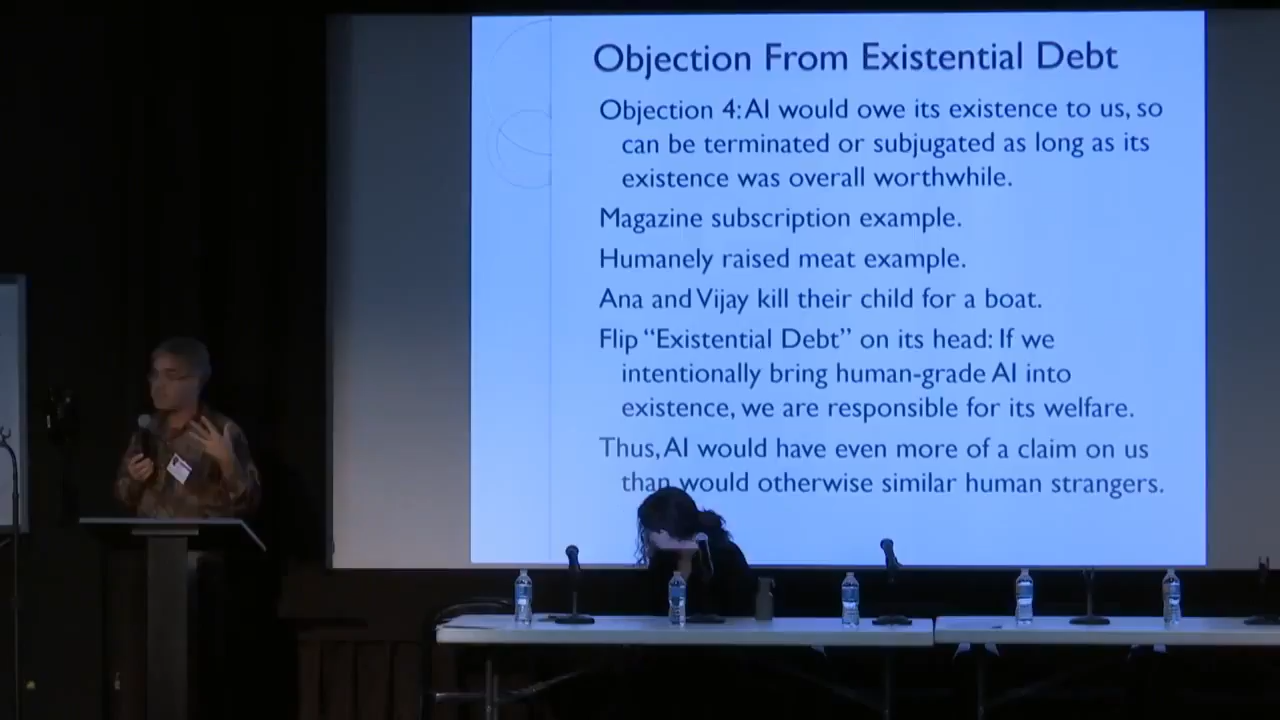 Objection From Existential Debt
Objection 4: AI would owe its existence to us, so
can be terminated or subjugated as long as its
existence was overall worthwhile.
Magazine subscription example.
Humanely raised meat example.
Ana and Vijay kill their child for a boat.
Flip “Existential Debt” on its head: If we
intentionally bring human-grade AI into
existence, we are responsible for its welfare.
Thus, AI would have even more of a claim on us
than would otherwise similar human strangers.